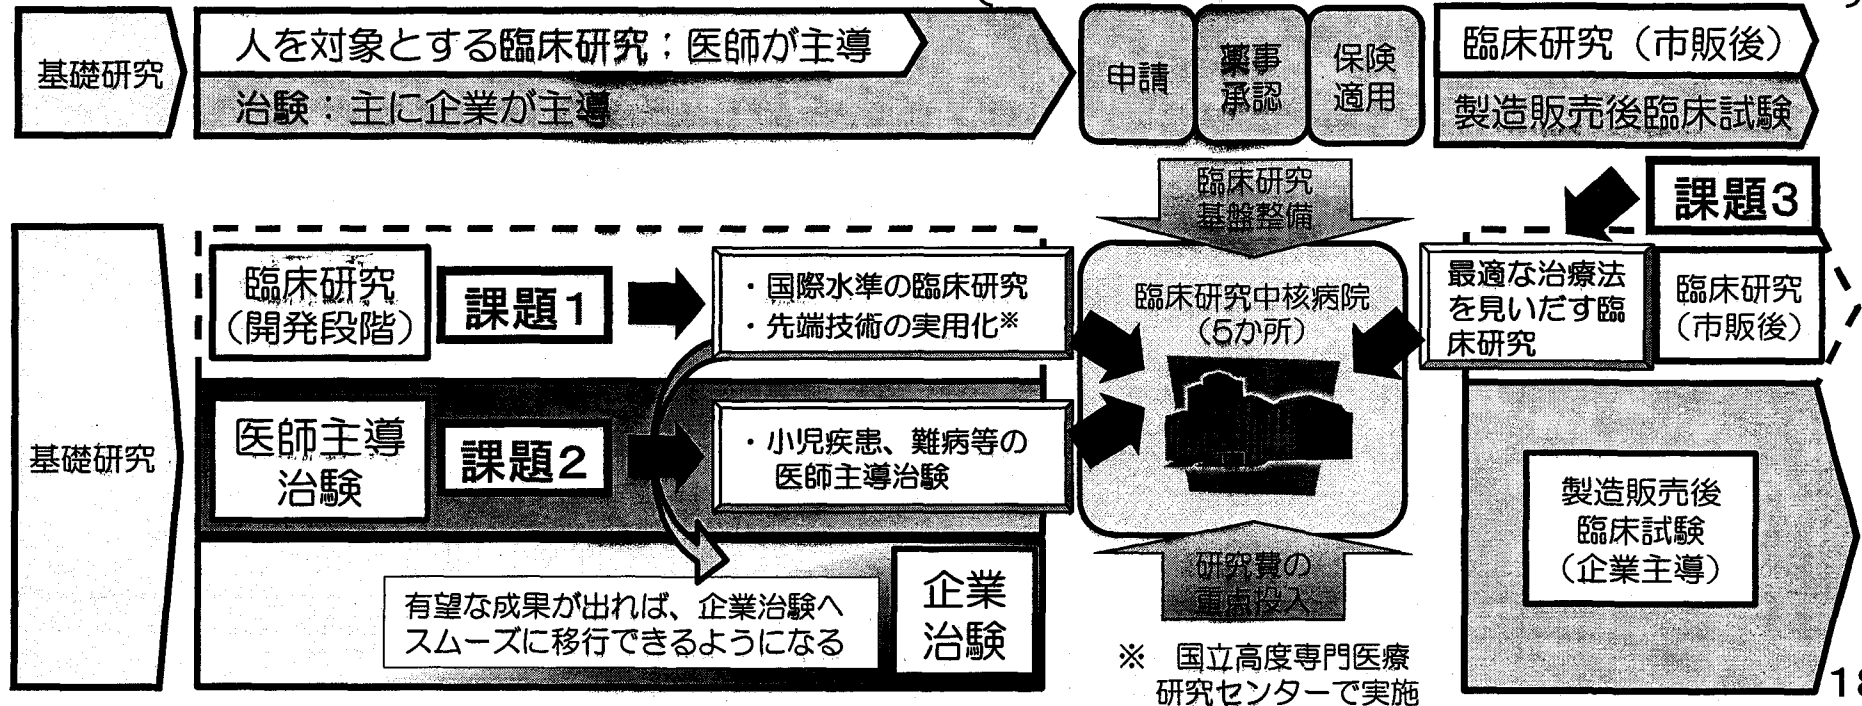 基礎研究
人を対象とする臨床研究：医師が主導
治験：主に企業が主導
申請
薬事
承認
保険
適用
臨床研究（市販後）
製造販売後臨床試験
基礎研究
臨床研究
（開発段階）
課題1
・国際水準の臨床研究
・先端技術の実用化※
医師主導
治験
課題2
・小児疾患、難病等の
医師主導治験
有望な成果が出れば、企業治験へ
スムーズに移行できるようになる
企業
治験
臨床研究
基盤整備
臨床研究中核病院
（5か所）
研究費の
重点投入
※　国立高度専門医療
研究センターで実施
課題3
最適な治療法
を見いだす臨
床研究
臨床研究
（市販後）
製造販売後
臨床試験
（企業主導）
18